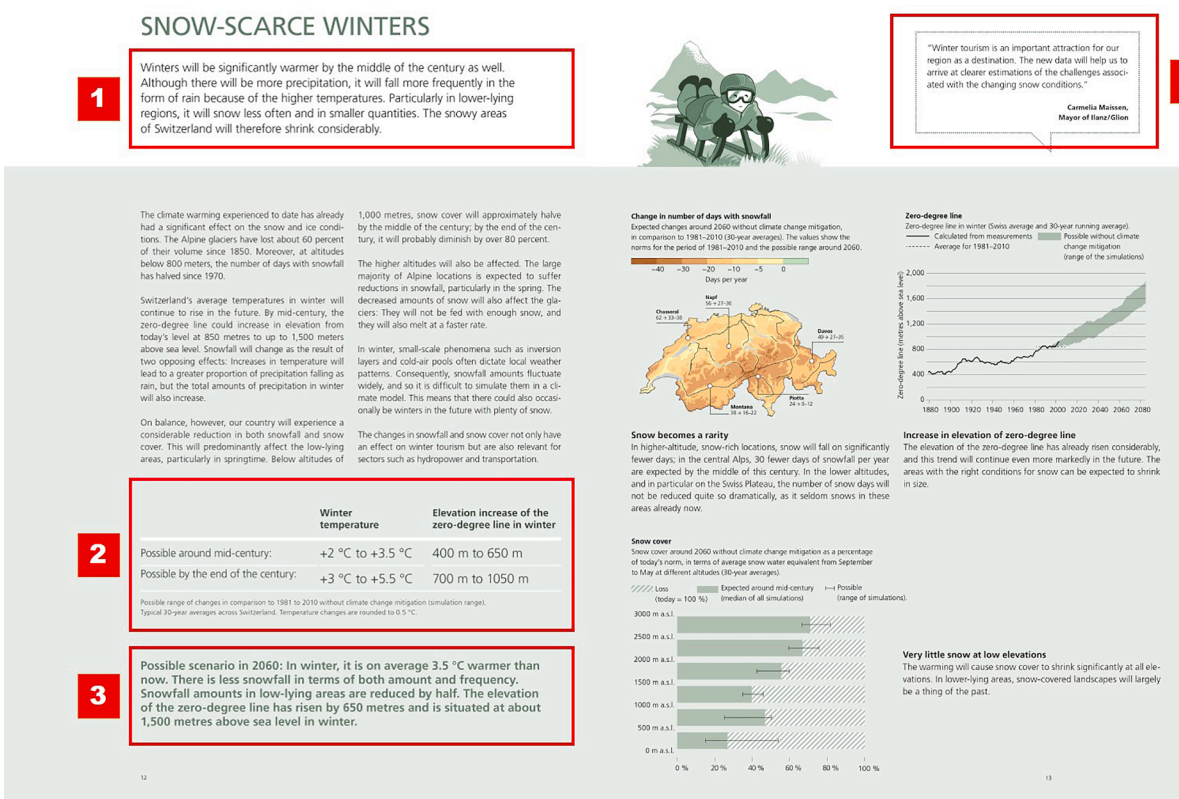 SNOW-SCARCE WINTERS
1
Winters will be significantly warmer by the middle of the century as well.
Although there will be more precipitation, it will fall more frequently in the
form of rain because of the higher temperatures. Particularly in lower-lying
regions, it will snow less often and in smaller quantities. The snowy areas
of Switzerland will therefore shrink considerably.
"Winter tourism is an important attraction for our
region as a destination. The new data will help us to
arrive at clearer estimations of the challenges associ-
ated with the changing snow conditions."
Carmelia Maissen,
Mayor of Ilanz/Glion
The climate warming experienced to date has already
had a significant effect on the snow and ice condi-
tions. The Alpine glaciers have lost about 60 percent
of their volume since 1850. Moreover, at altitudes
below 800 meters, the number of days with snowfall
has halved since 1970.
Switzerland's average temperatures in winter will
continue to rise in the future. By mid-century, the
zero-degree line could increase in elevation from
today's level at 850 metres to up to 1,500 meters
above sea level. Snowfall will change as the result of
two opposing effects: Increases in temperature will
lead to a greater proportion of precipitation falling as
rain, but the total amounts of precipitation in winter
will also increase.
On balance, however, our country will experience a
considerable reduction in both snowfall and snow
cover. This will predominantly affect the low-lying
areas, particularly in springtime. Below altitudes of
1,000 metres, snow cover will approximately halve
by the middle of the century; by the end of the cen-
tury, it will probably diminish by over 80 percent.
The higher altitudes will also be affected. The large
majority of Alpine locations is expected to suffer
reductions in snowfall, particularly in the spring. The
decreased amounts of snow will also affect the gla-
ciers: They will not be fed with enough snow, and
they will also melt at a faster rate.
In winter, small-scale phenomena such as inversion
layers and cold-air pools often dictate local weather
patterns. Consequently, snowfall amounts fluctuate
widely, and so it is difficult to simulate them in a cli-
mate model. This means that there could also occasi-
onally be winters in the future with plenty of snow.
The changes in snowfall and snow cover not only have
an effect on winter tourism but are also relevant for
sectors such as hydropower and transportation.
2
Winter temperature
Elevation increase of the zero-degree line in winter
Possible around mid-century: +2 °C to +3.5 °C 400 m to 650 m
Possible by the end of the century: +3 °C to +5.5 °C 700 m to 1050 m
Possible range of changes in comparison to 1981 to 2010 without climate change mitigation (simulation range).
Typical 30-year averages across Switzerland. Temperature changes are rounded to 0.5 °C.
3
Possible scenario in 2060: In winter, it is on average 3.5 °C warmer than
now. There is less snowfall in terms of both amount and frequency.
Snowfall amounts in low-lying areas are reduced by half. The elevation
of the zero-degree line has risen by 650 metres and is situated at about
1,500 metres above sea level in winter.
12
Change in number of days with snowfall
Expected changes around 2060 without climate change mitigation,
in comparison to 1981–2010 (30-year averages). The values show the
norms for the period of 1981–2010 and the possible range around 2060.
−40 −30 −20 −10 −5 0
Days per year
Napf
Chasseral
Davos
Montana
Piotta
Snow becomes a rarity
In higher-altitude, snow-rich locations, snow will fall on significantly
fewer days; in the central Alps, 30 fewer days of snowfall per year
are expected by the middle of this century. In the lower altitudes,
and in particular on the Swiss Plateau, the number of snow days will
not be reduced quite so dramatically, as it seldom snows in these
areas already now.
Zero-degree line
Zero-degree line in winter (Swiss average and 30-year running average).
Calculated from measurements
Average for 1981–2010
Possible without climate
change mitigation
(range of the simulations)
Zero-degree line (metres above sea level)
2,000
1,600
1,200
800
400
0
1880 1900 1920 1940 1960 1980 2000 2020 2040 2060 2080
Increase in elevation of zero-degree line
The elevation of the zero-degree line has already risen considerably,
and this trend will continue even more markedly in the future. The
areas with the right conditions for snow can be expected to shrink
in size.
Snow cover
Snow cover around 2060 without climate change mitigation as a percentage
of today's norm, in terms of average snow water equivalent from September
to May at different altitudes (30-year averages).
Loss
(today = 100 %)
Expected around mid-century
(median of all simulations)
Possible
(range of simulations).
3000 m a.s.l.
2500 m a.s.l.
2000 m a.s.l.
1500 m a.s.l.
1000 m a.s.l.
500 m a.s.l.
0 m a.s.l.
0 % 20 % 40 % 60 % 80 % 100 %
Very little snow at low elevations
The warming will cause snow cover to shrink significantly at all ele-
vations. In lower-lying areas, snow-covered landscapes will largely
be a thing of the past.
13